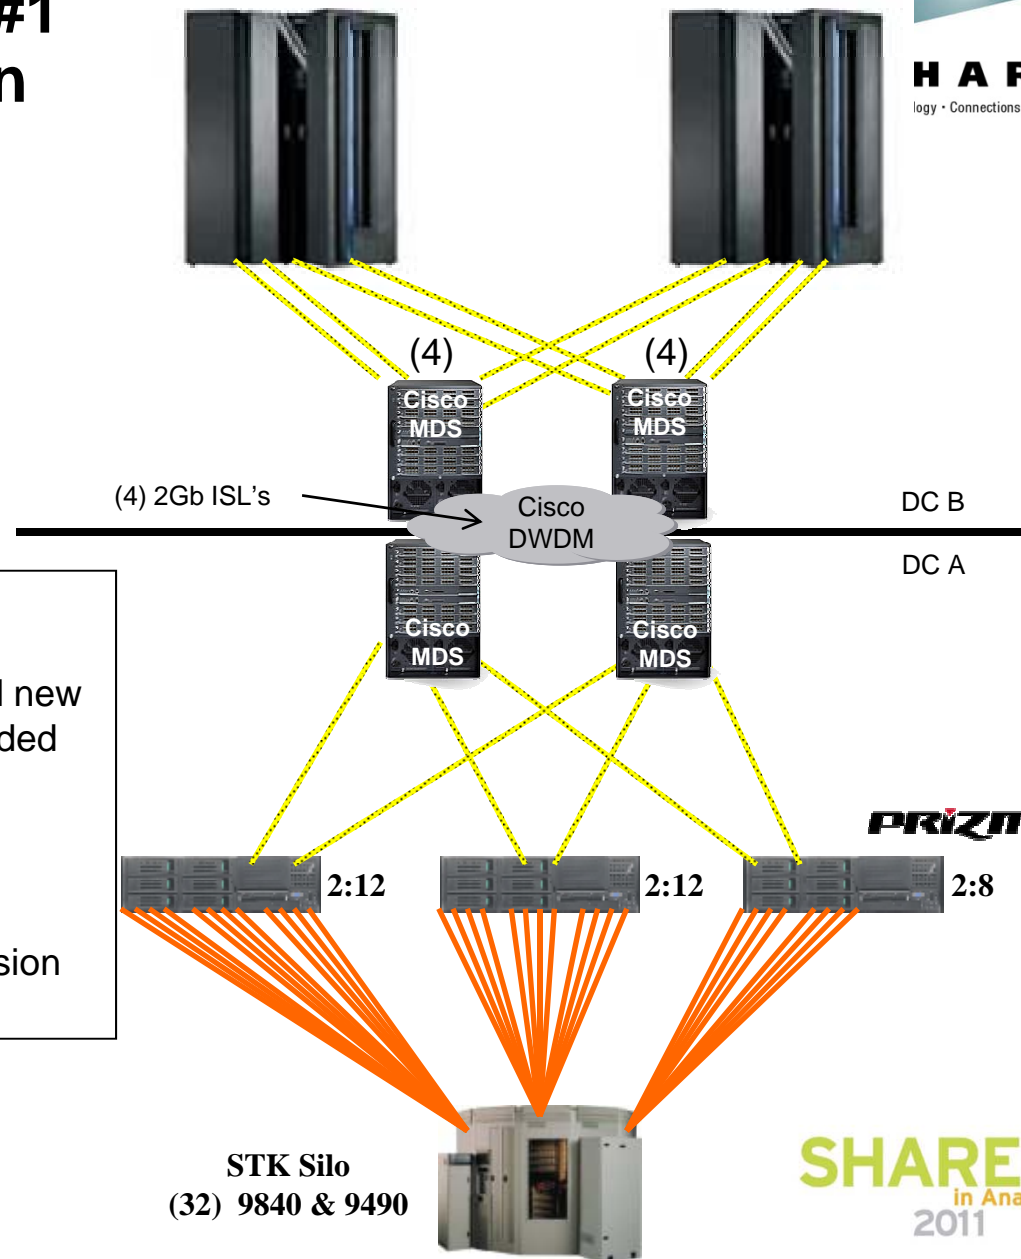 #1
n
H A R
logy • Connections
(4)
(4)
Cisco
MDS
Cisco
MDS
(4) 2Gb ISL's
Cisco
DWDM
DC B
DC A
Cisco
MDS
Cisco
MDS
new
ded
PRiZM
2:12
2:12
2:8
sion
STK Silo
(32) 9840 & 9490
SHARE
in Ana
2011